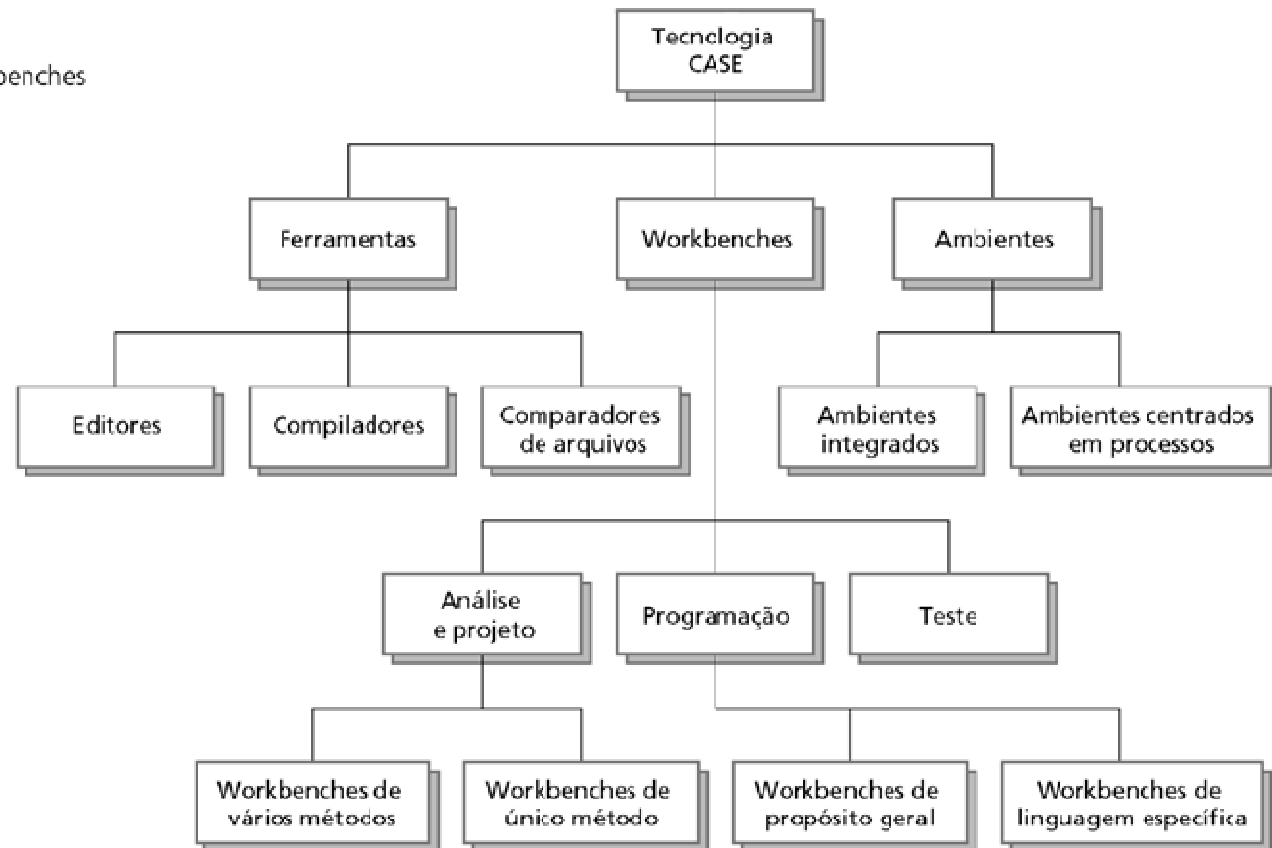 Tecnologia
CASE
Ferramentas
Workbenches
Ambientes
Editores
Compiladores
Comparadores
de arquivos
Ambientes
integrados
Ambientes centrados
em processos
Análise
e projeto
Programação
Teste
Workbenches de
vários métodos
Workbenches de
único método
Workbenches de
propósito geral
Workbenches de
linguagem específica